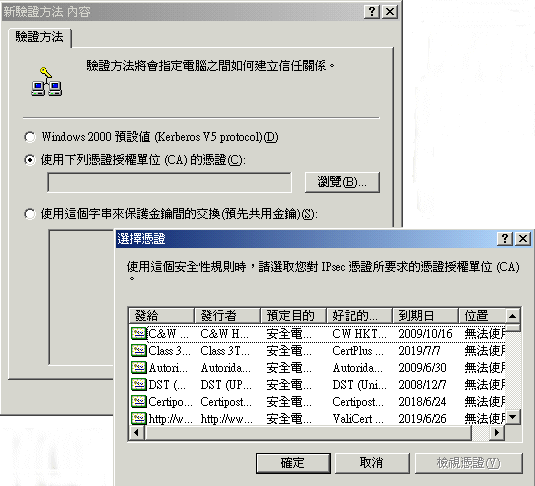 新驗證方法 內容
驗證方法
驗證方法將會指定電腦之間如何建立信任關係。
Windows 2000 預設值 (Kerberos V5 protocol)(D)
使用下列憑證授權單位 (CA) 的憑證(C):
瀏覽(B)...
使用這個字串來保護金鑰間的交換(預先共用金鑰)(S):
選擇憑證
使用這個安全性規則時，請選取您對 IPsec 憑證所要求的憑證授權單位 (CA)
。
發給 發行者 預定目的 好記的... 到期日 位置
C&W ... C&W H... 安全電... CW HKT... 2009/10/16 無法使用
Class 3... Class 3T... 安全電... CertPlus ... 2019/7/7 無法使用
Autori... Autorida... 安全電... Autorida... 2009/6/30 無法使用
DST (... DST (UP... 安全電... DST (Uni... 2008/12/7 無法使用
Certipo... Certipost... 安全電... Certipost... 2018/6/24 無法使用
http://w... http://ww... 安全電... ValiCert ... 2019/6/26 無法使用
確定 取消 檢視憑證(V)